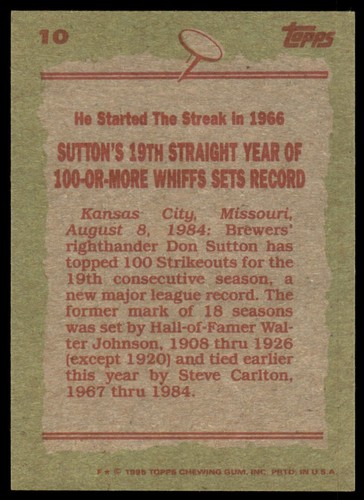 10 topps
He Started The Streak in 1966
SUTTON'S 19TH STRAIGHT YEAR OF
100-OR-MORE WHIFFS SETS RECORD
Kansas City, Missouri,
August 8, 1984: Brewers'
righthander Don Sutton has
topped 100 Strikeouts for the
19th consecutive season, a
new major league record. The
former mark of 18 seasons
was set by Hall-of-Famer Wal-
ter Johnson, 1908 thru 1926
(except 1920) and tied earlier
this year by Steve Carlton,
1967 thru 1984.
F★ © 1985 TOPPS CHEWING GUM, INC. PRTD. IN U.S.A.